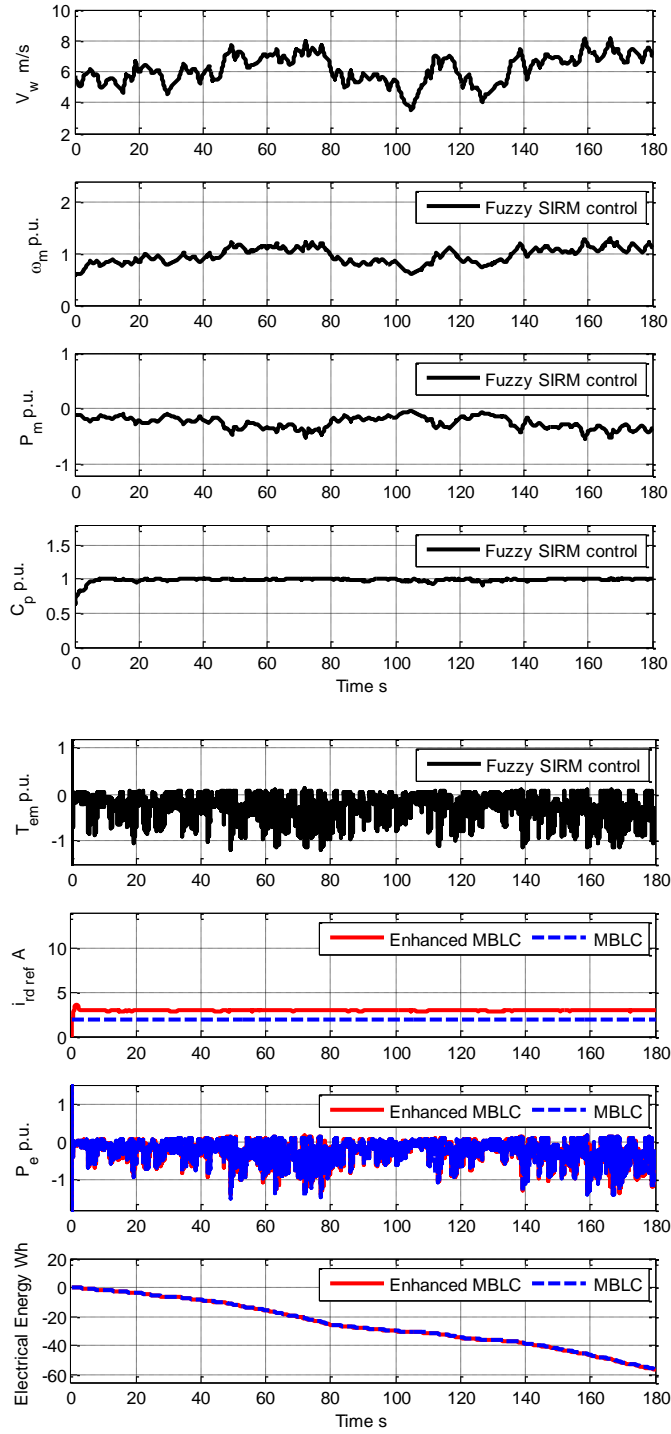 10
8
6
4
2
V_w m/s
0 20 40 60 80 100 120 140 160 180
2
1
0
ω_m p.u.
Fuzzy SIRM control
0 20 40 60 80 100 120 140 160 180
1
0
-1
P_m p.u.
Fuzzy SIRM control
0 20 40 60 80 100 120 140 160 180
1.5
1
0.5
0
C_p p.u.
Fuzzy SIRM control
0 20 40 60 80 100 120 140 160 180
Time s
1
0
-1
T_em p.u.
Fuzzy SIRM control
0 20 40 60 80 100 120 140 160 180
10
5
0
i_rd ref A
Enhanced MBLC MBLC
0 20 40 60 80 100 120 140 160 180
1
0
-1
P_e p.u.
Enhanced MBLC MBLC
0 20 40 60 80 100 120 140 160 180
20
0
-20
-40
-60
Electrical Energy Wh
Enhanced MBLC MBLC
0 20 40 60 80 100 120 140 160 180
Time s